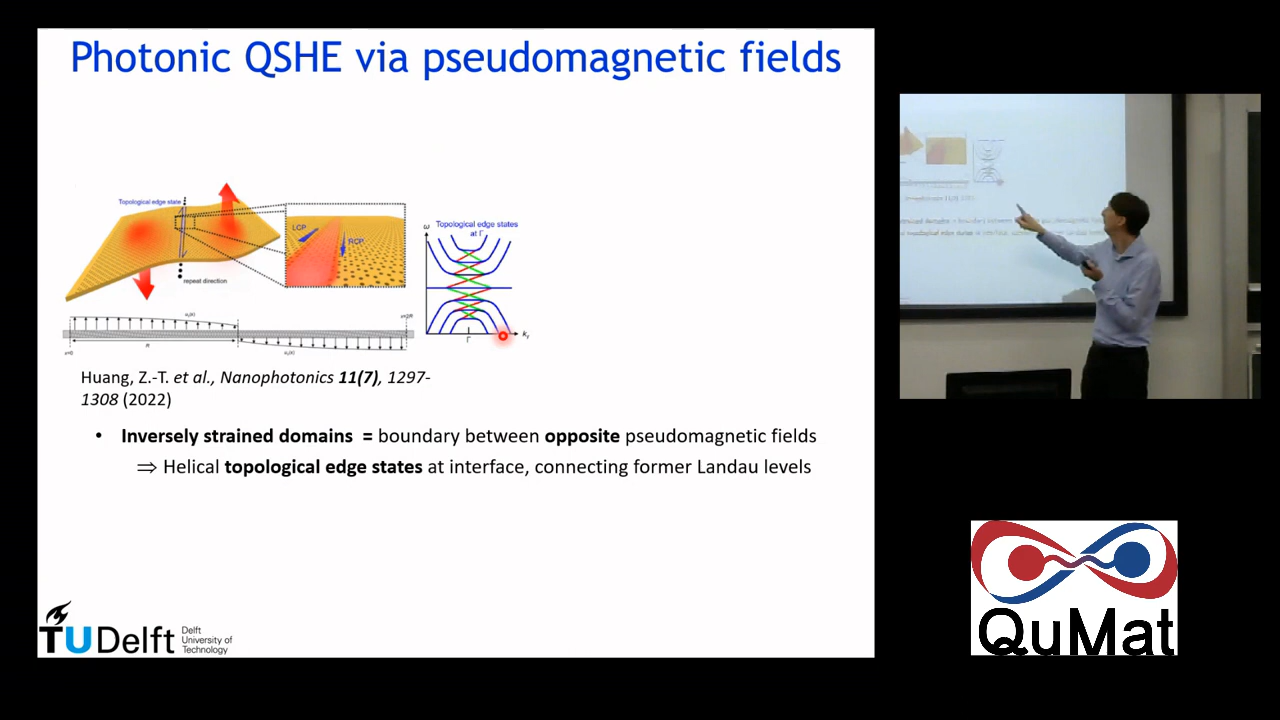 Photonic QSHE via pseudomagnetic fields
Topological edge state
repeat direction
LCP
RCP
Topological edge states
at Γ
ω
Γ
R
Huang, Z.-T. et al., Nanophotonics 11(7), 1297-
1308 (2022)
• Inversely strained domains = boundary between opposite pseudomagnetic fields
⇒ Helical topological edge states at interface, connecting former Landau levels
TUDelft
Delft
University of
Technology
QuMat